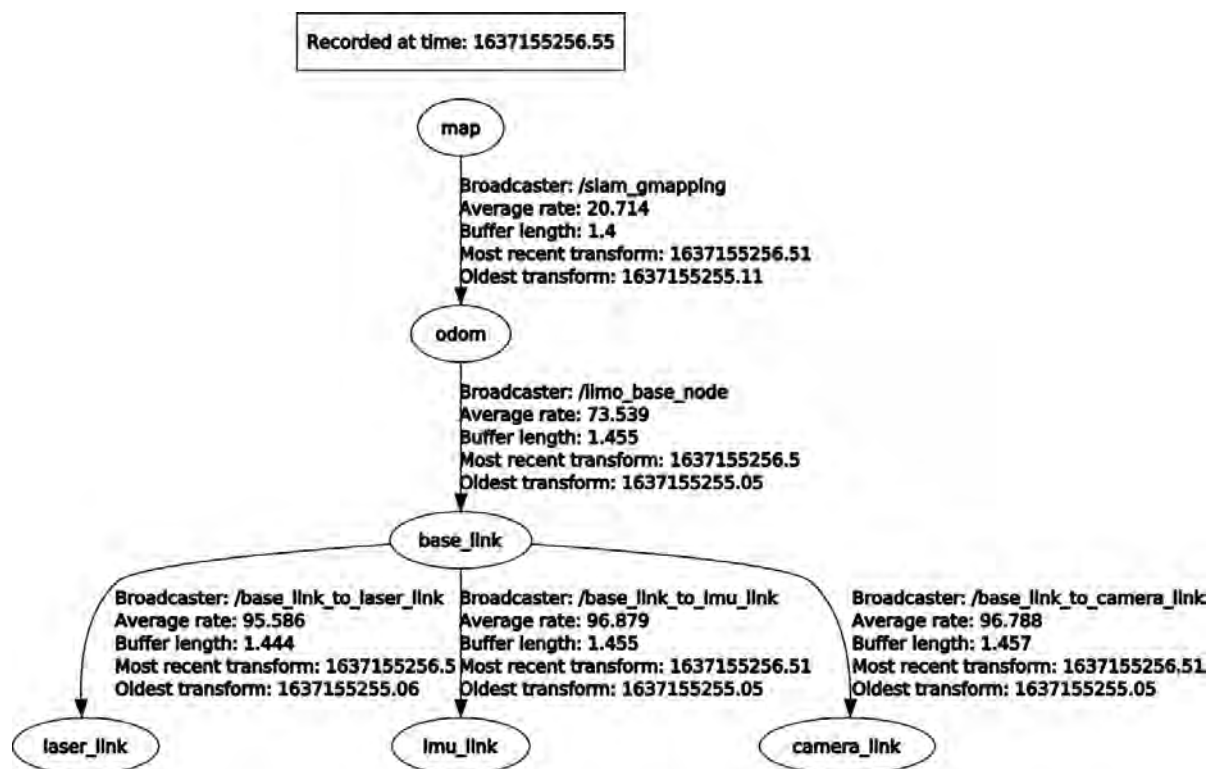 Recorded at time: 1637155256.55
map
Broadcaster: /slam_gmapping
Average rate: 20.714
Buffer length: 1.4
Most recent transform: 1637155256.51
Oldest transform: 1637155255.11
odom
Broadcaster: /limo_base_node
Average rate: 73.539
Buffer length: 1.455
Most recent transform: 1637155256.5
Oldest transform: 1637155255.05
base_link
Broadcaster: /base_link_to_laser_link
Average rate: 95.586
Buffer length: 1.444
Most recent transform: 1637155256.5
Oldest transform: 1637155255.06
Broadcaster: /base_link_to_imu_link
Average rate: 96.879
Buffer length: 1.455
Most recent transform: 1637155256.51
Oldest transform: 1637155255.05
Broadcaster: /base_link_to_camera_link
Average rate: 96.788
Buffer length: 1.457
Most recent transform: 1637155256.51
Oldest transform: 1637155255.05
laser_link
imu_link
camera_link